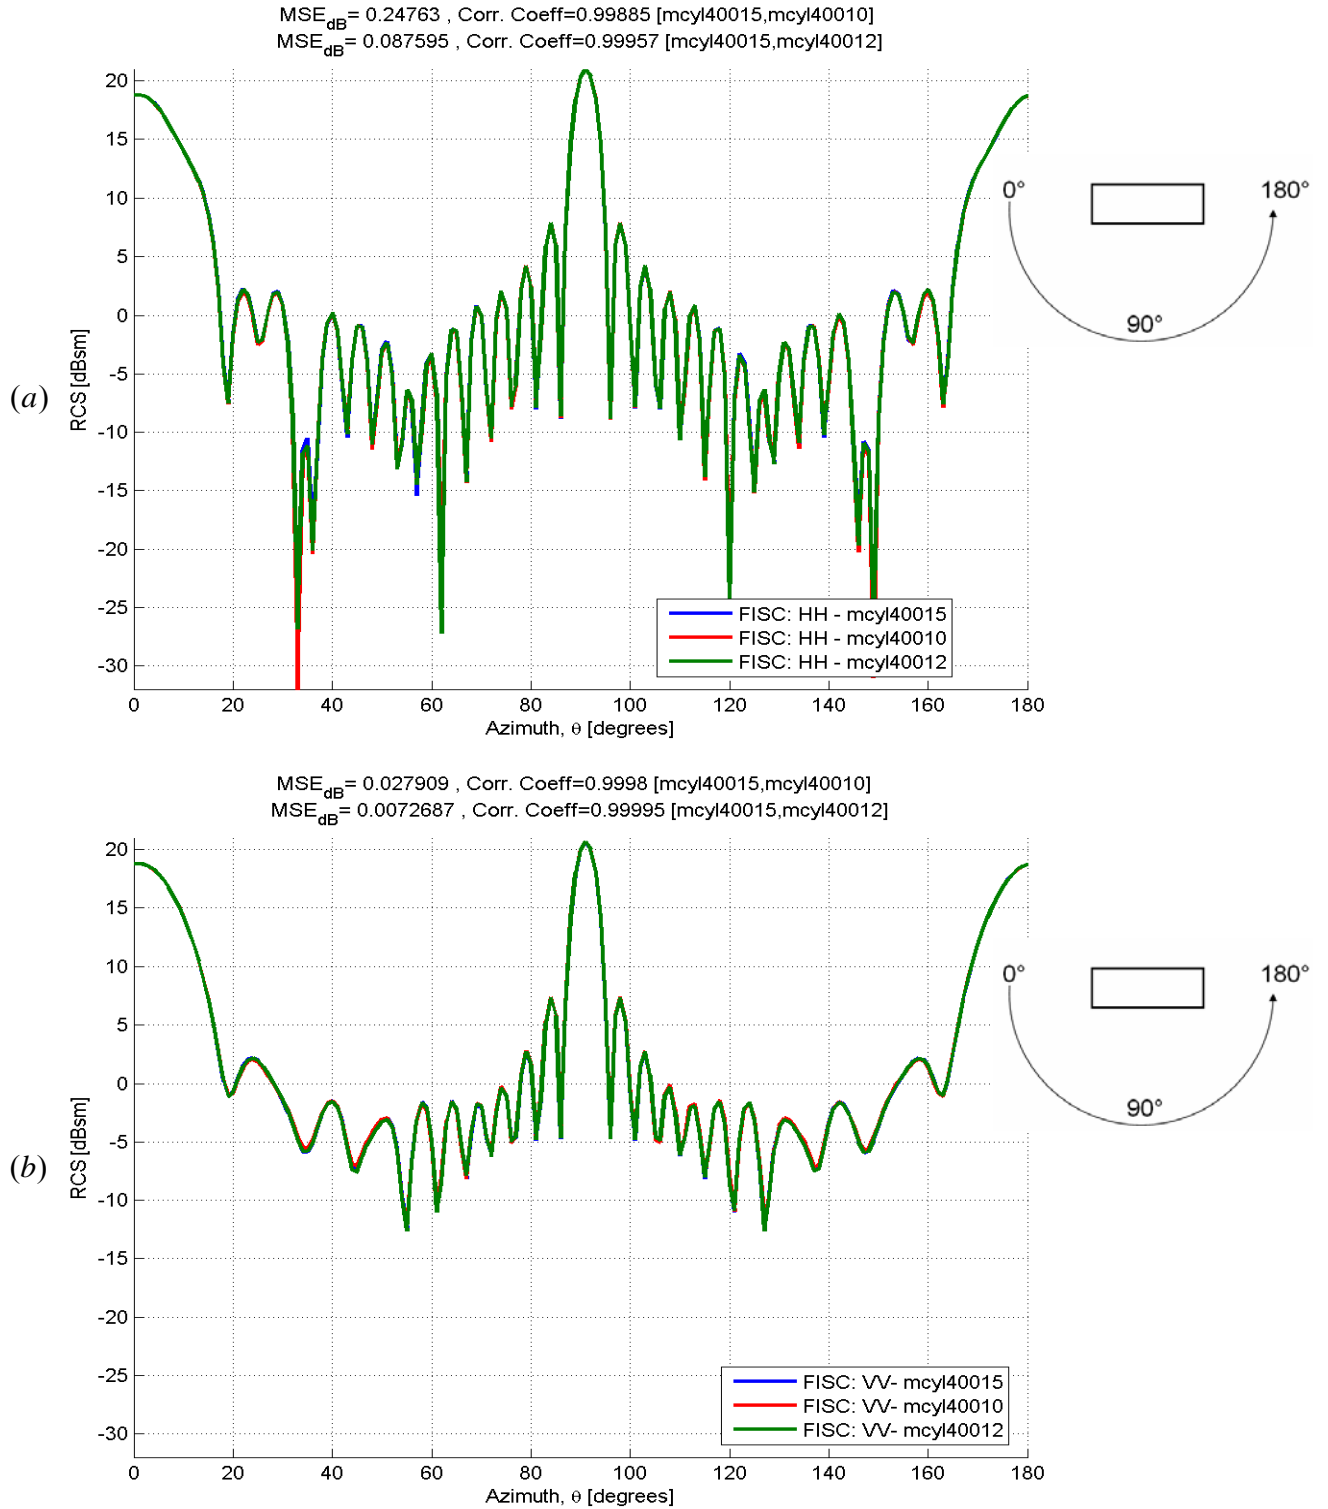 MSEdB= 0.24763 , Corr. Coeff=0.99885 [mcyl40015,mcyl40010]
MSEdB= 0.087595 , Corr. Coeff=0.99957 [mcyl40015,mcyl40012]
20
15
10
5
0
-5
-10
-15
-20
-25
-30
RCS [dBsm]
(a)
0 20 40 60 80 100 120 140 160 180
Azimuth, θ [degrees]
FISC: HH - mcyl40015
FISC: HH - mcyl40010
FISC: HH - mcyl40012
0° 180°
90°
MSEdB= 0.027909 , Corr. Coeff=0.9998 [mcyl40015,mcyl40010]
MSEdB= 0.0072687 , Corr. Coeff=0.99995 [mcyl40015,mcyl40012]
20
15
10
5
0
-5
-10
-15
-20
-25
-30
RCS [dBsm]
(b)
0 20 40 60 80 100 120 140 160 180
Azimuth, θ [degrees]
FISC: VV- mcyl40015
FISC: VV- mcyl40010
FISC: VV- mcyl40012
0° 180°
90°